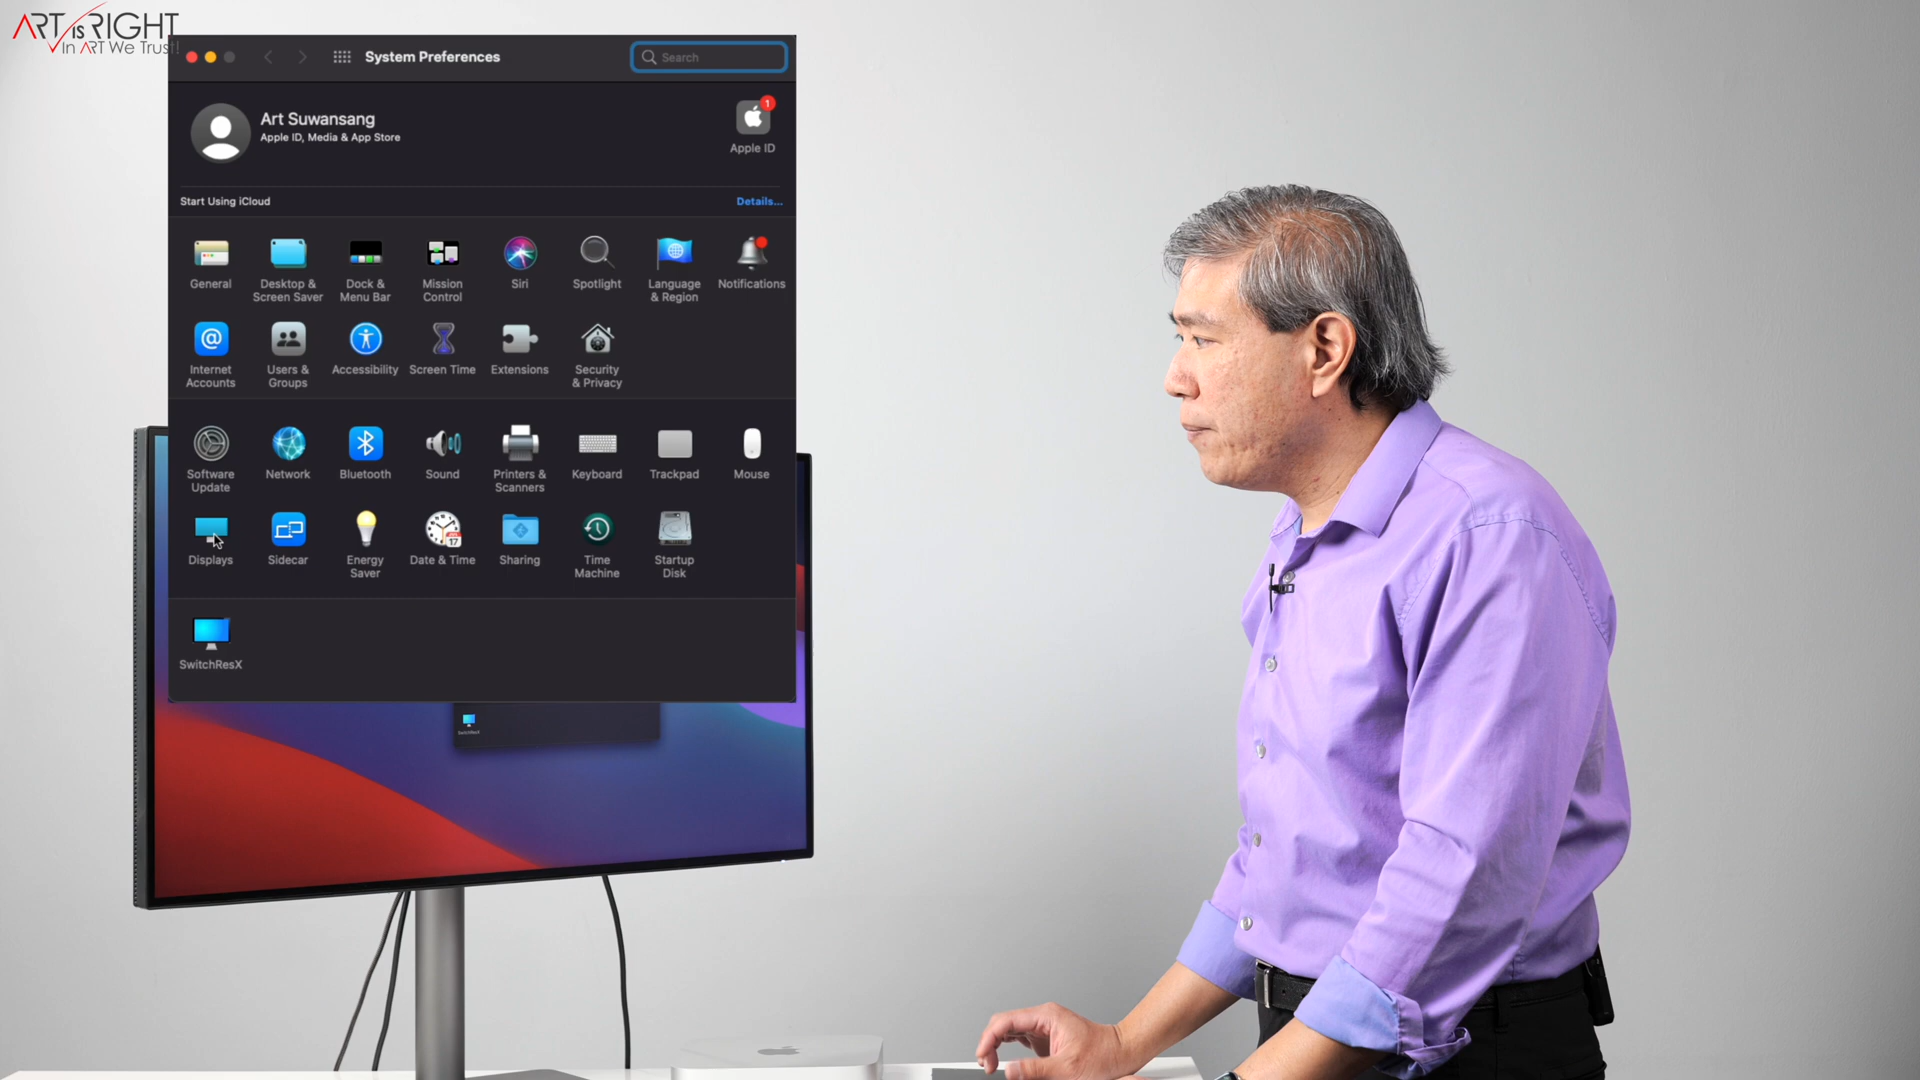 ART is RIGHT
In ART We Trust!
System Preferences
Search
Art Suwansang
Apple ID, Media & App Store
1
Apple ID
Start Using iCloud
Details...
General
Desktop &
Screen Saver
Dock &
Menu Bar
Mission
Control
Siri
Spotlight
Language
& Region
Notifications
Internet
Accounts
Users &
Groups
Accessibility
Screen Time
Extensions
Security
& Privacy
Software
Update
Network
Bluetooth
Sound
Printers &
Scanners
Keyboard
Trackpad
Mouse
Displays
Sidecar
Energy
Saver
17
Date & Time
Sharing
Time
Machine
Startup
Disk
SwitchResX
SwitchResX